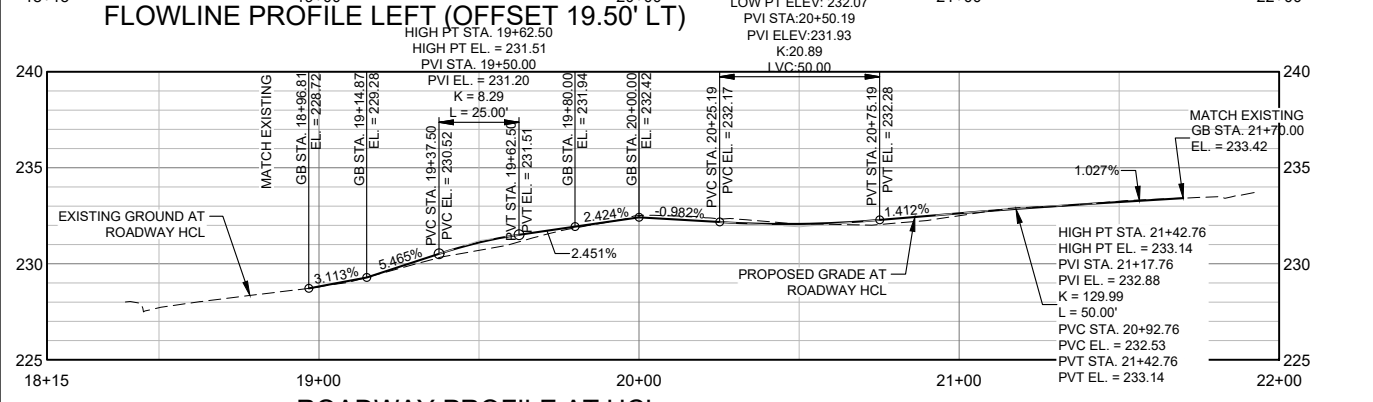 FLOWLINE PROFILE LEFT (OFFSET 19.50' LT)
LOW PT ELEV: 232.07
PVI STA:20+50.19
PVI ELEV:231.93
K:20.89
LVC:50.00
HIGH PT STA. 19+62.50
HIGH PT EL. = 231.51
PVI STA. 19+50.00
PVI EL. = 231.20
K = 8.29
L = 25.00'
240
240
235
235
230
230
225
225
MATCH EXISTING
GB STA. 18+96.81
EL. = 228.72
GB STA. 19+14.87
EL. = 229.28
PVC STA. 19+37.50
PVC EL. = 230.52
PVT STA. 19+62.50
PVT EL. = 231.51
GB STA. 19+80.00
EL. = 231.94
GB STA. 20+00.00
EL. = 232.42
PVC STA. 20+25.19
PVC EL. = 232.17
PVT STA. 20+75.19
PVT EL. = 232.28
MATCH EXISTING
GB STA. 21+70.00
EL. = 233.42
1.027%
EXISTING GROUND AT
ROADWAY HCL
3.113%
5.465%
2.424%
-0.982%
1.412%
2.451%
PROPOSED GRADE AT
ROADWAY HCL
HIGH PT STA. 21+42.76
HIGH PT EL. = 233.14
PVI STA. 21+17.76
PVI EL. = 232.88
K = 129.99
L = 50.00'
PVC STA. 20+92.76
PVC EL. = 232.53
PVT STA. 21+42.76
PVT EL. = 233.14
18+15
19+00
20+00
21+00
22+00
ROADWAY PROFILE AT HCL